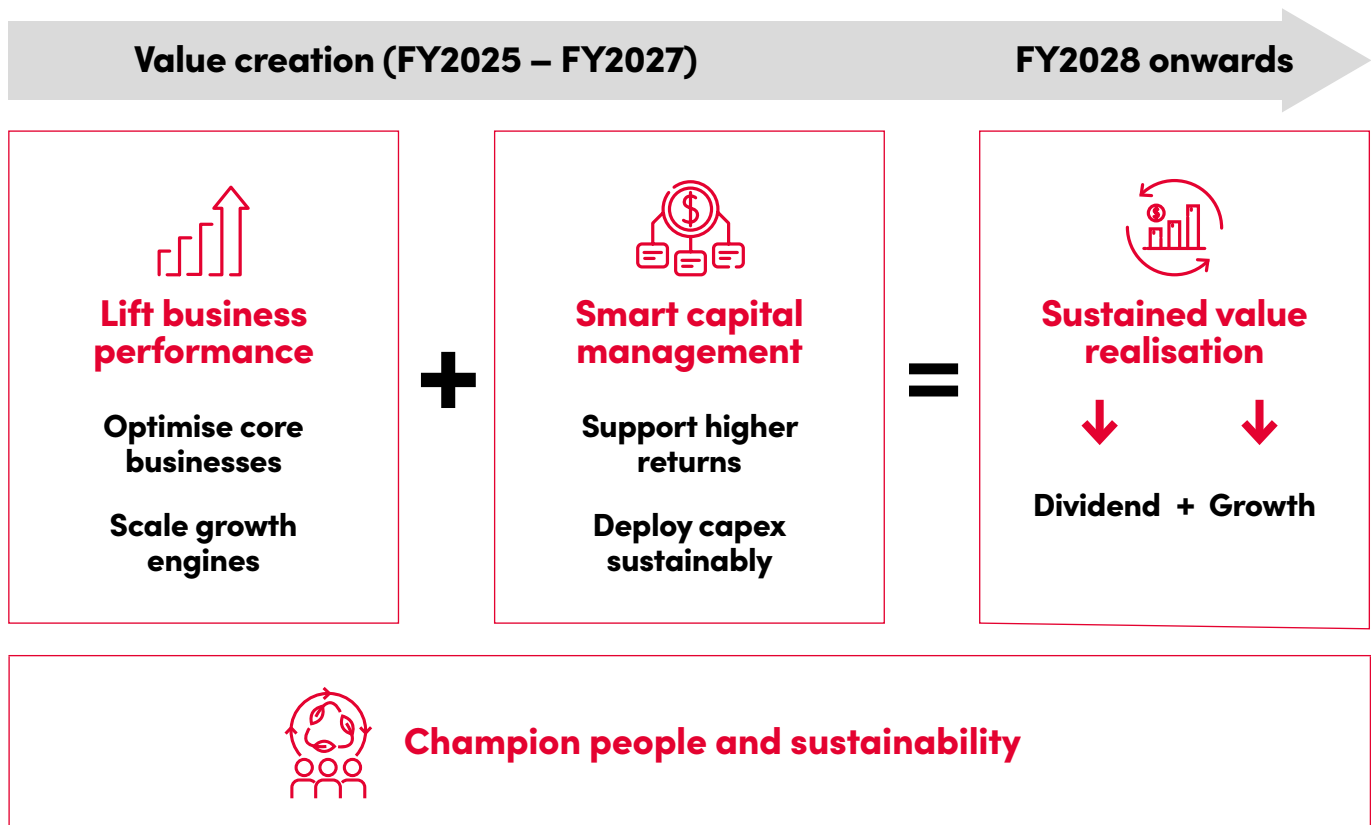 Value creation (FY2025 – FY2027)
FY2028 onwards
Lift business
performance
Optimise core
businesses
Scale growth
engines
+
$
Smart capital
management
Support higher
returns
Deploy capex
sustainably
=
$
Sustained value
realisation
Dividend + Growth
Champion people and sustainability